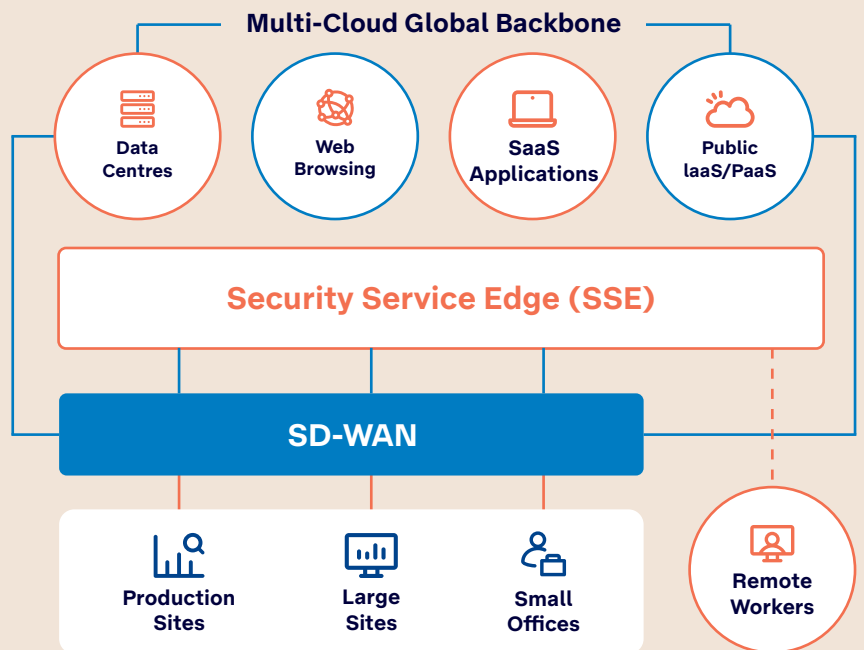 Multi-Cloud Global Backbone
Data
Centres
Web
Browsing
SaaS
Applications
Public
IaaS/PaaS
Security Service Edge (SSE)
SD-WAN
Production
Sites
Large
Sites
Small
Offices
Remote
Workers